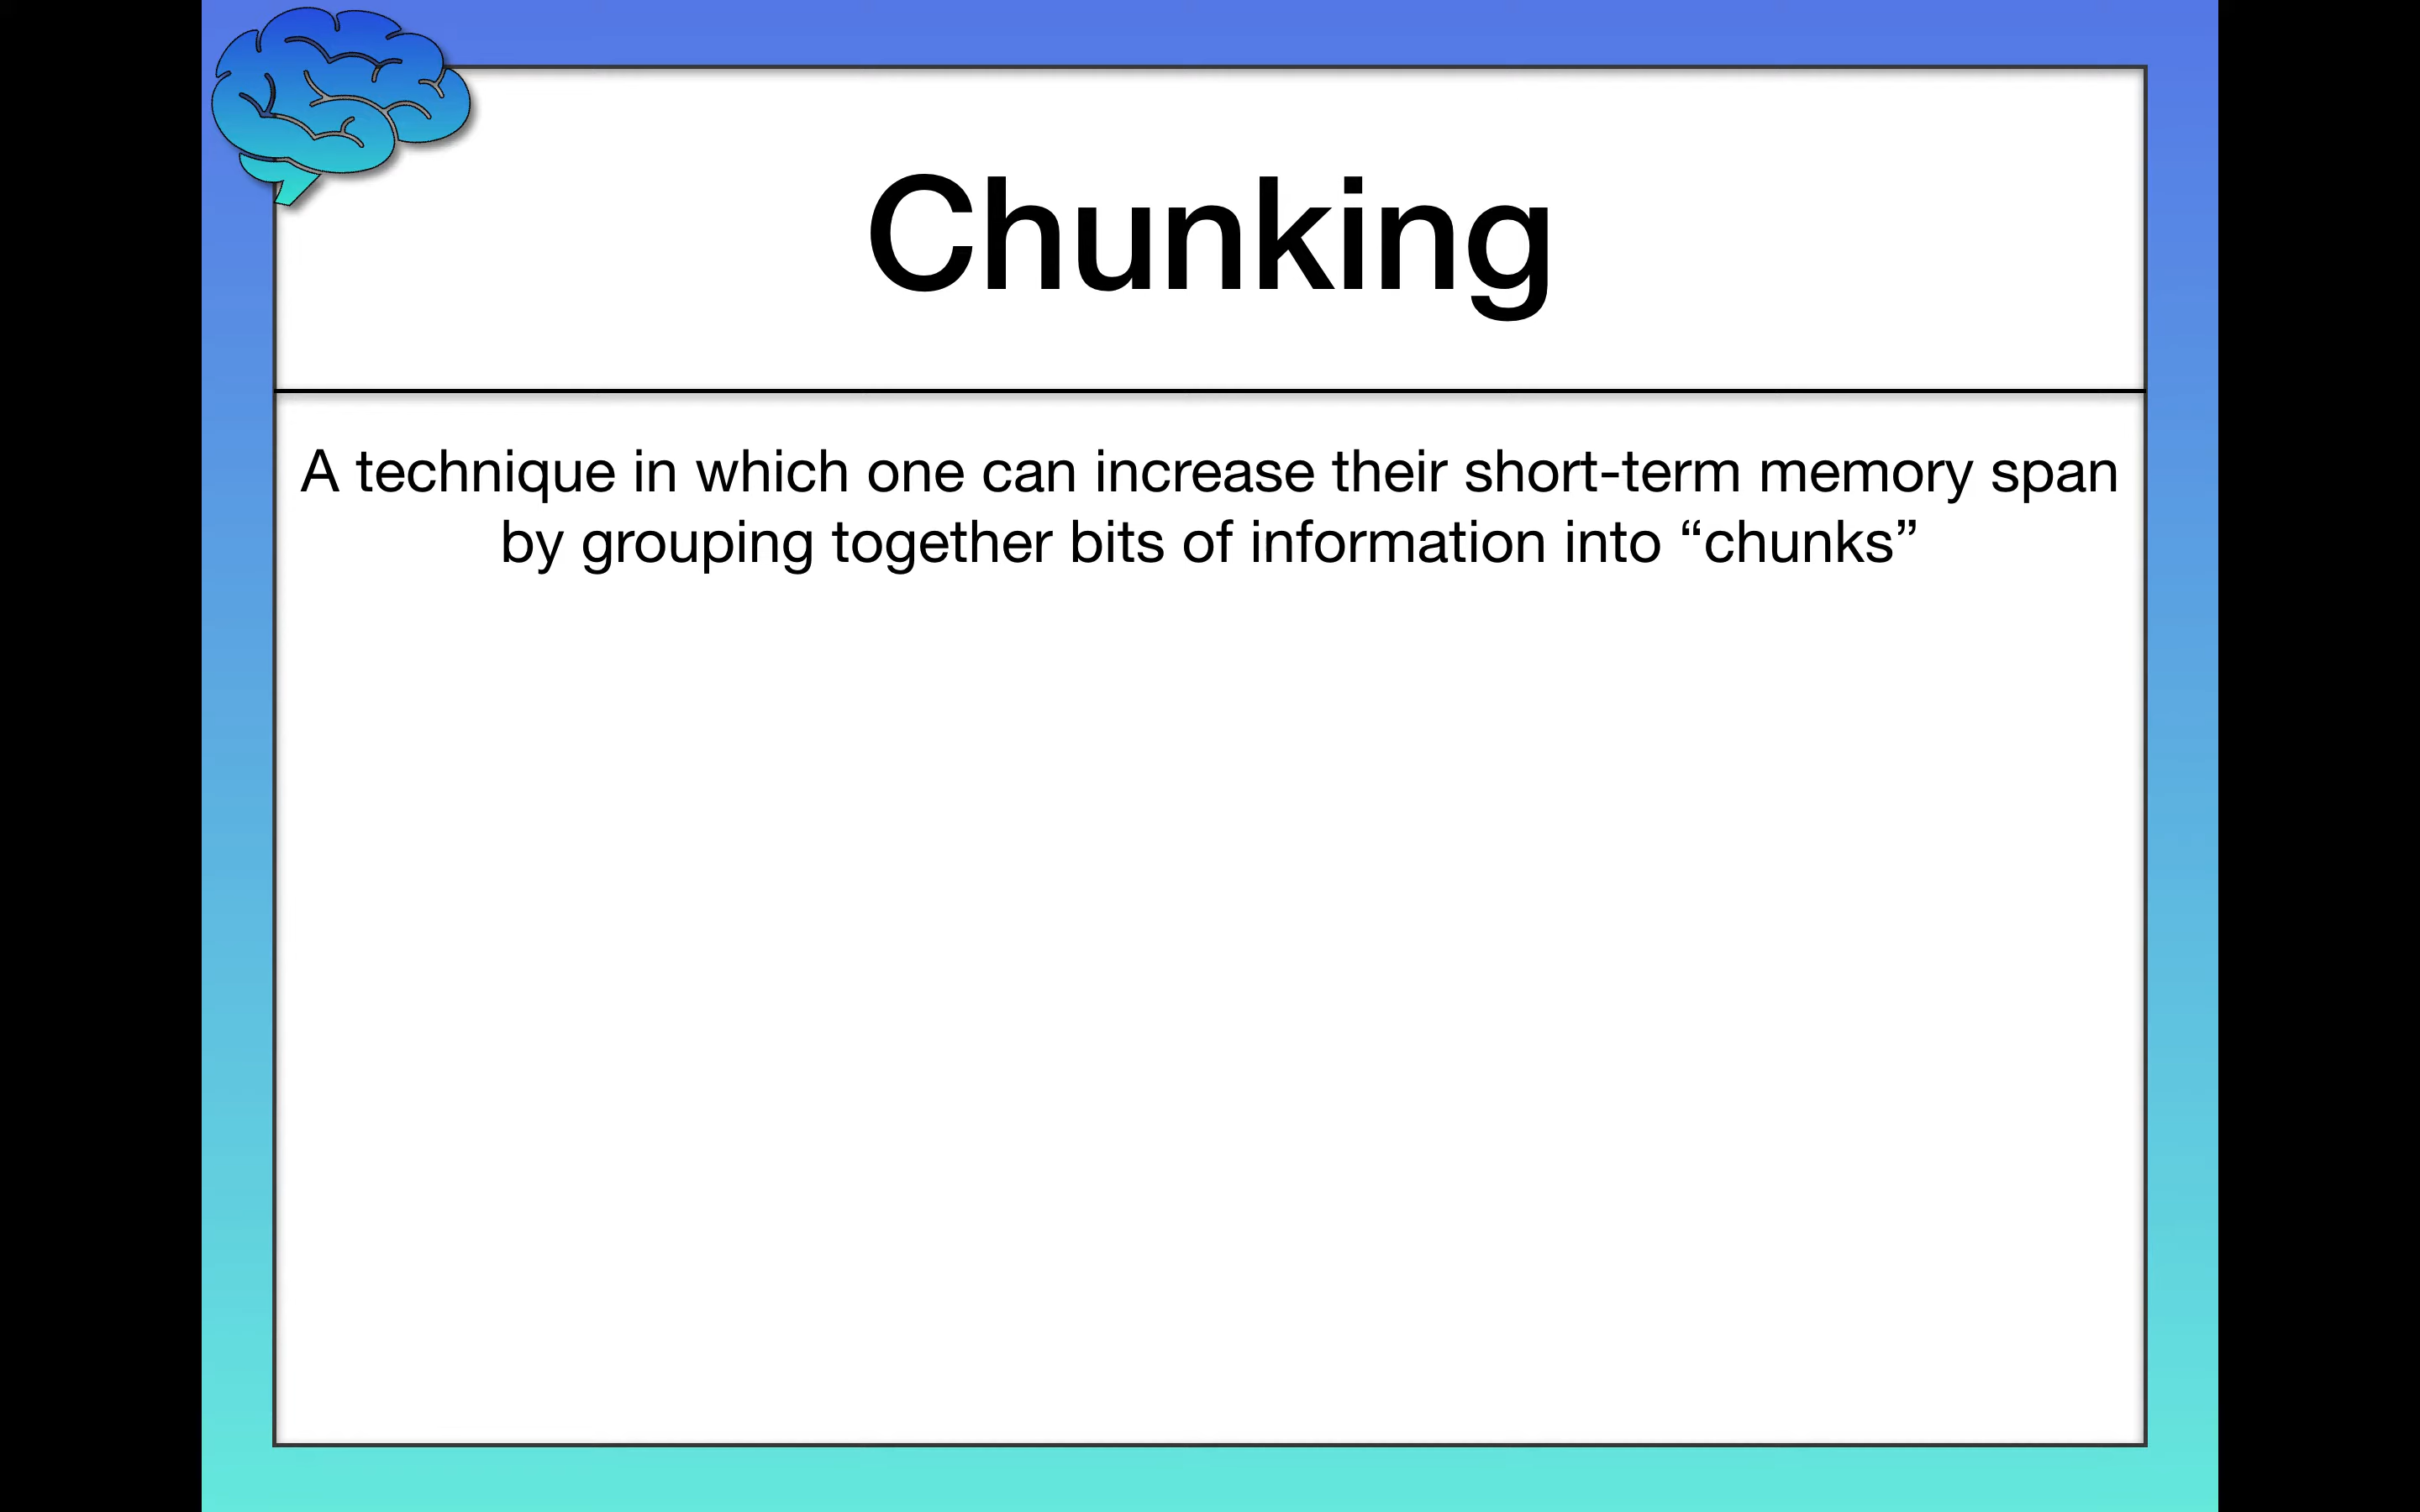 Chunking
A technique in which one can increase their short-term memory span
by grouping together bits of information into “chunks”